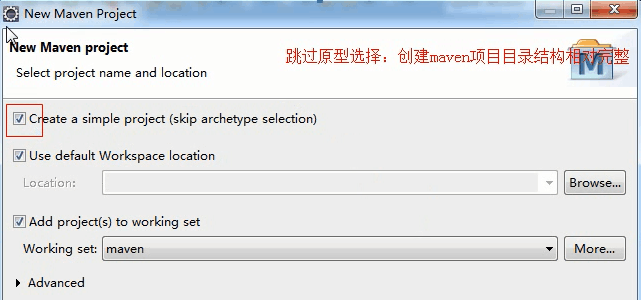 New Maven Project
New Maven project
跳过原型选择：创建maven项目目录结构相对完整
Select project name and location
M
Create a simple project (skip archetype selection)
Use default Workspace location
Location:
Browse...
Add project(s) to working set
Working set:
maven
More...
Advanced